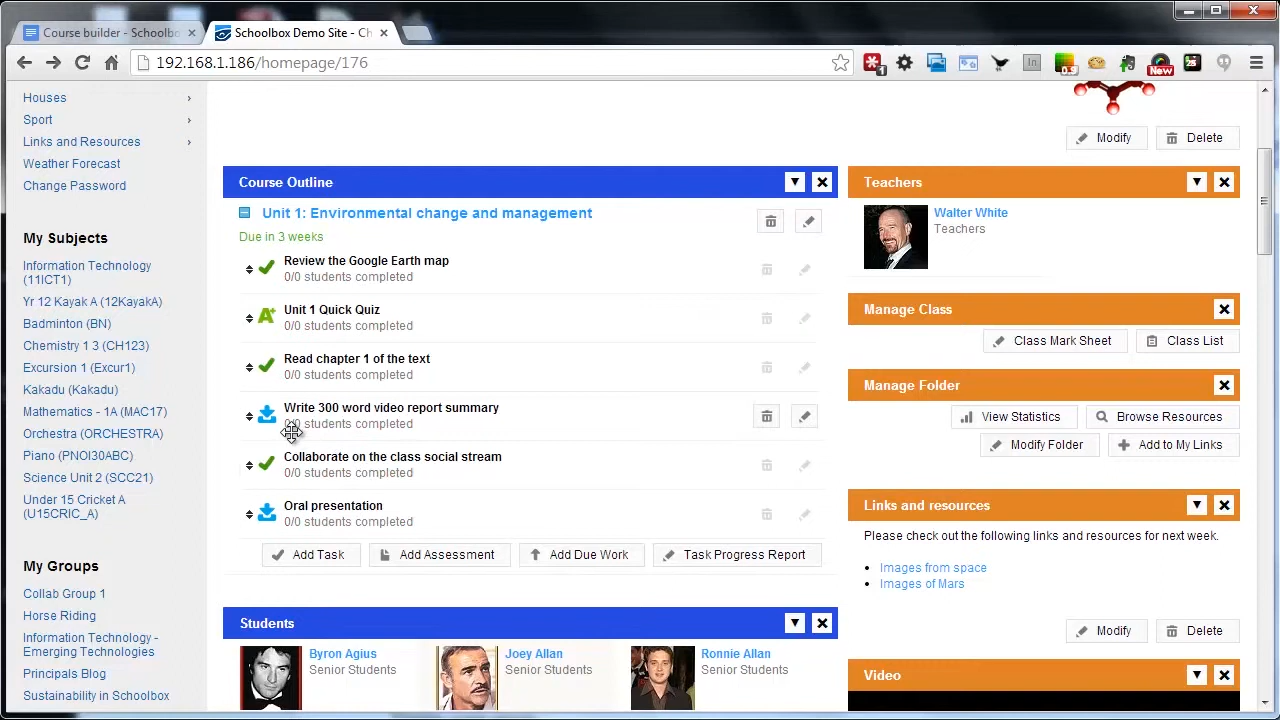 Course builder - Schoolbo
Schoolbox Demo Site - Ch
192.168.1.186/homepage/176
Houses
Sport
Links and Resources
Weather Forecast
Change Password
My Subjects
Information Technology
(11ICT1)
Yr 12 Kayak A (12KayakA)
Badminton (BN)
Chemistry 1 3 (CH123)
Excursion 1 (Excur1)
Kakadu (Kakadu)
Mathematics - 1A (MAC17)
Orchestra (ORCHESTRA)
Piano (PNOI30ABC)
Science Unit 2 (SCC21)
Under 15 Cricket A
(U15CRIC_A)
My Groups
Collab Group 1
Horse Riding
Information Technology -
Emerging Technologies
Principals Blog
Sustainability in Schoolbox
Modify
Delete
Course Outline
Unit 1: Environmental change and management
Due in 3 weeks
Review the Google Earth map
0/0 students completed
A+
Unit 1 Quick Quiz
0/0 students completed
Read chapter 1 of the text
0/0 students completed
Write 300 word video report summary
0/0 students completed
Collaborate on the class social stream
0/0 students completed
Oral presentation
0/0 students completed
Add Task
Add Assessment
Add Due Work
Task Progress Report
Students
Byron Agius
Senior Students
Joey Allan
Senior Students
Ronnie Allan
Senior Students
Teachers
Walter White
Teachers
Manage Class
Class Mark Sheet
Class List
Manage Folder
View Statistics
Browse Resources
Modify Folder
Add to My Links
Links and resources
Please check out the following links and resources for next week.
Images from space
Images of Mars
Modify
Delete
Video